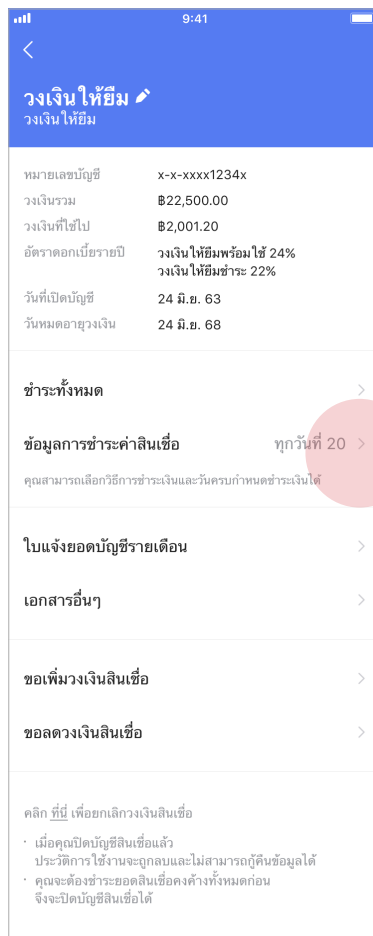 9:41
วงเงินให้ยืม
วงเงินให้ยืม
หมายเลขบัญชี x-x-xxxx1234x
วงเงินรวม ฿22,500.00
วงเงินที่ใช้ไป ฿2,001.20
อัตราดอกเบี้ยรายปี วงเงินให้ยืมพร้อมใช้ 24%
วงเงินให้ยืมชำระ 22%
วันที่เปิดบัญชี 24 มิ.ย. 63
วันหมดอายุวงเงิน 24 มิ.ย. 68
ชำระทั้งหมด
ข้อมูลการชำระค่าสินเชื่อ ทุกวันที่ 20
คุณสามารถเลือกวิธีการชำระเงินและวันครบกำหนดชำระเงินได้
ใบแจ้งยอดบัญชีรายเดือน
เอกสารอื่นๆ
ขอเพิ่มวงเงินสินเชื่อ
ขอลดวงเงินสินเชื่อ
คลิก ที่นี่ เพื่อยกเลิกวงเงินสินเชื่อ
· เมื่อคุณปิดบัญชีสินเชื่อแล้ว
ประวัติการใช้งานจะถูกลบและไม่สามารถกู้คืนข้อมูลได้
· คุณจะต้องชำระยอดสินเชื่อคงค้างทั้งหมดก่อน
จึงจะปิดบัญชีสินเชื่อได้